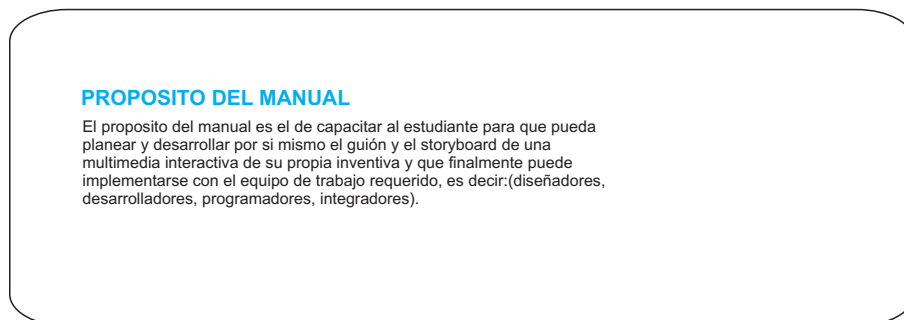 PROPOSITO DEL MANUAL
El proposito del manual es el de capacitar al estudiante para que pueda
planear y desarrollar por si mismo el guión y el storyboard de una
multimedia interactiva de su propia inventiva y que finalmente puede
implementarse con el equipo de trabajo requerido, es decir:(diseñadores,
desarrolladores, programadores, integradores).